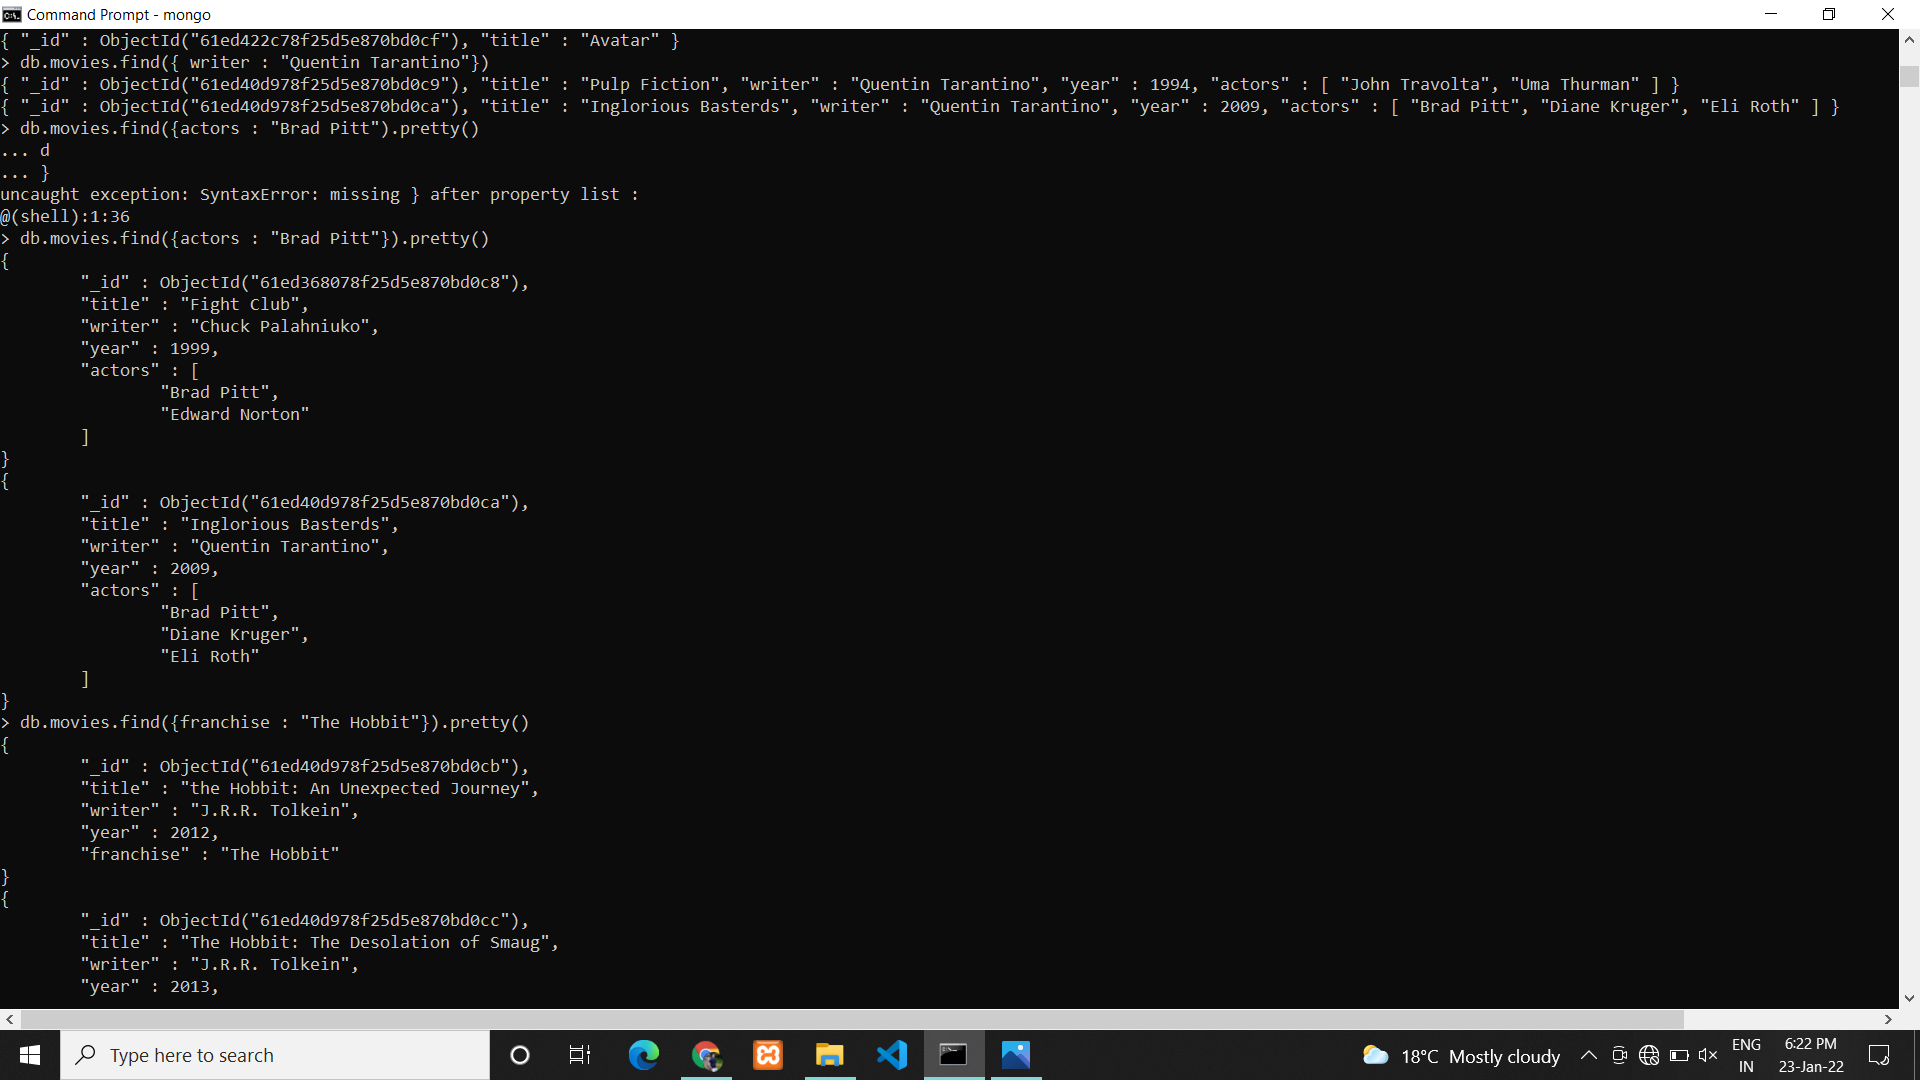 Command Prompt - mongo
{ "_id" : ObjectId("61ed422c78f25d5e870bd0cf"), "title" : "Avatar" }
> db.movies.find({ writer : "Quentin Tarantino"})
{ "_id" : ObjectId("61ed40d978f25d5e870bd0c9"), "title" : "Pulp Fiction", "writer" : "Quentin Tarantino", "year" : 1994, "actors" : [ "John Travolta", "Uma Thurman" ] }
{ "_id" : ObjectId("61ed40d978f25d5e870bd0ca"), "title" : "Inglorious Basterds", "writer" : "Quentin Tarantino", "year" : 2009, "actors" : [ "Brad Pitt", "Diane Kruger", "Eli Roth" ] }
> db.movies.find({actors : "Brad Pitt").pretty()
... d
... }
uncaught exception: SyntaxError: missing } after property list :
@(shell):1:36
> db.movies.find({actors : "Brad Pitt"}).pretty()
{
        "_id" : ObjectId("61ed368078f25d5e870bd0c8"),
        "title" : "Fight Club",
        "writer" : "Chuck Palahniuko",
        "year" : 1999,
        "actors" : [
                "Brad Pitt",
                "Edward Norton"
        ]
}
{
        "_id" : ObjectId("61ed40d978f25d5e870bd0ca"),
        "title" : "Inglorious Basterds",
        "writer" : "Quentin Tarantino",
        "year" : 2009,
        "actors" : [
                "Brad Pitt",
                "Diane Kruger",
                "Eli Roth"
        ]
}
> db.movies.find({franchise : "The Hobbit"}).pretty()
{
        "_id" : ObjectId("61ed40d978f25d5e870bd0cb"),
        "title" : "the Hobbit: An Unexpected Journey",
        "writer" : "J.R.R. Tolkein",
        "year" : 2012,
        "franchise" : "The Hobbit"
}
{
        "_id" : ObjectId("61ed40d978f25d5e870bd0cc"),
        "title" : "The Hobbit: The Desolation of Smaug",
        "writer" : "J.R.R. Tolkein",
        "year" : 2013,
Type here to search
18°C Mostly cloudy
ENG
IN
6:22 PM
23-Jan-22